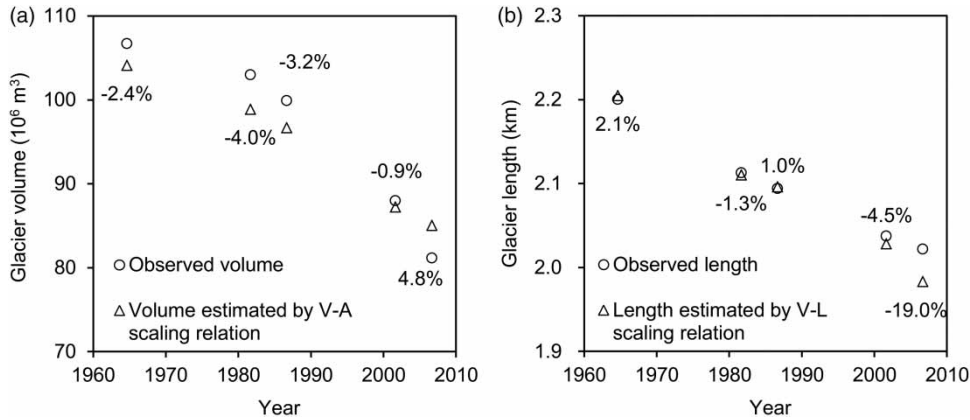 (a)
110
100
90
80
70
Glacier volume (10⁶ m³)
-2.4%
-4.0%
-3.2%
-0.9%
4.8%
Observed volume
Volume estimated by V-A
scaling relation
1960 1970 1980 1990 2000 2010
Year
(b)
2.3
2.2
2.1
2.0
1.9
Glacier length (km)
2.1%
-1.3%
1.0%
-4.5%
-19.0%
Observed length
Length estimated by V-L
scaling relation
1960 1970 1980 1990 2000 2010
Year